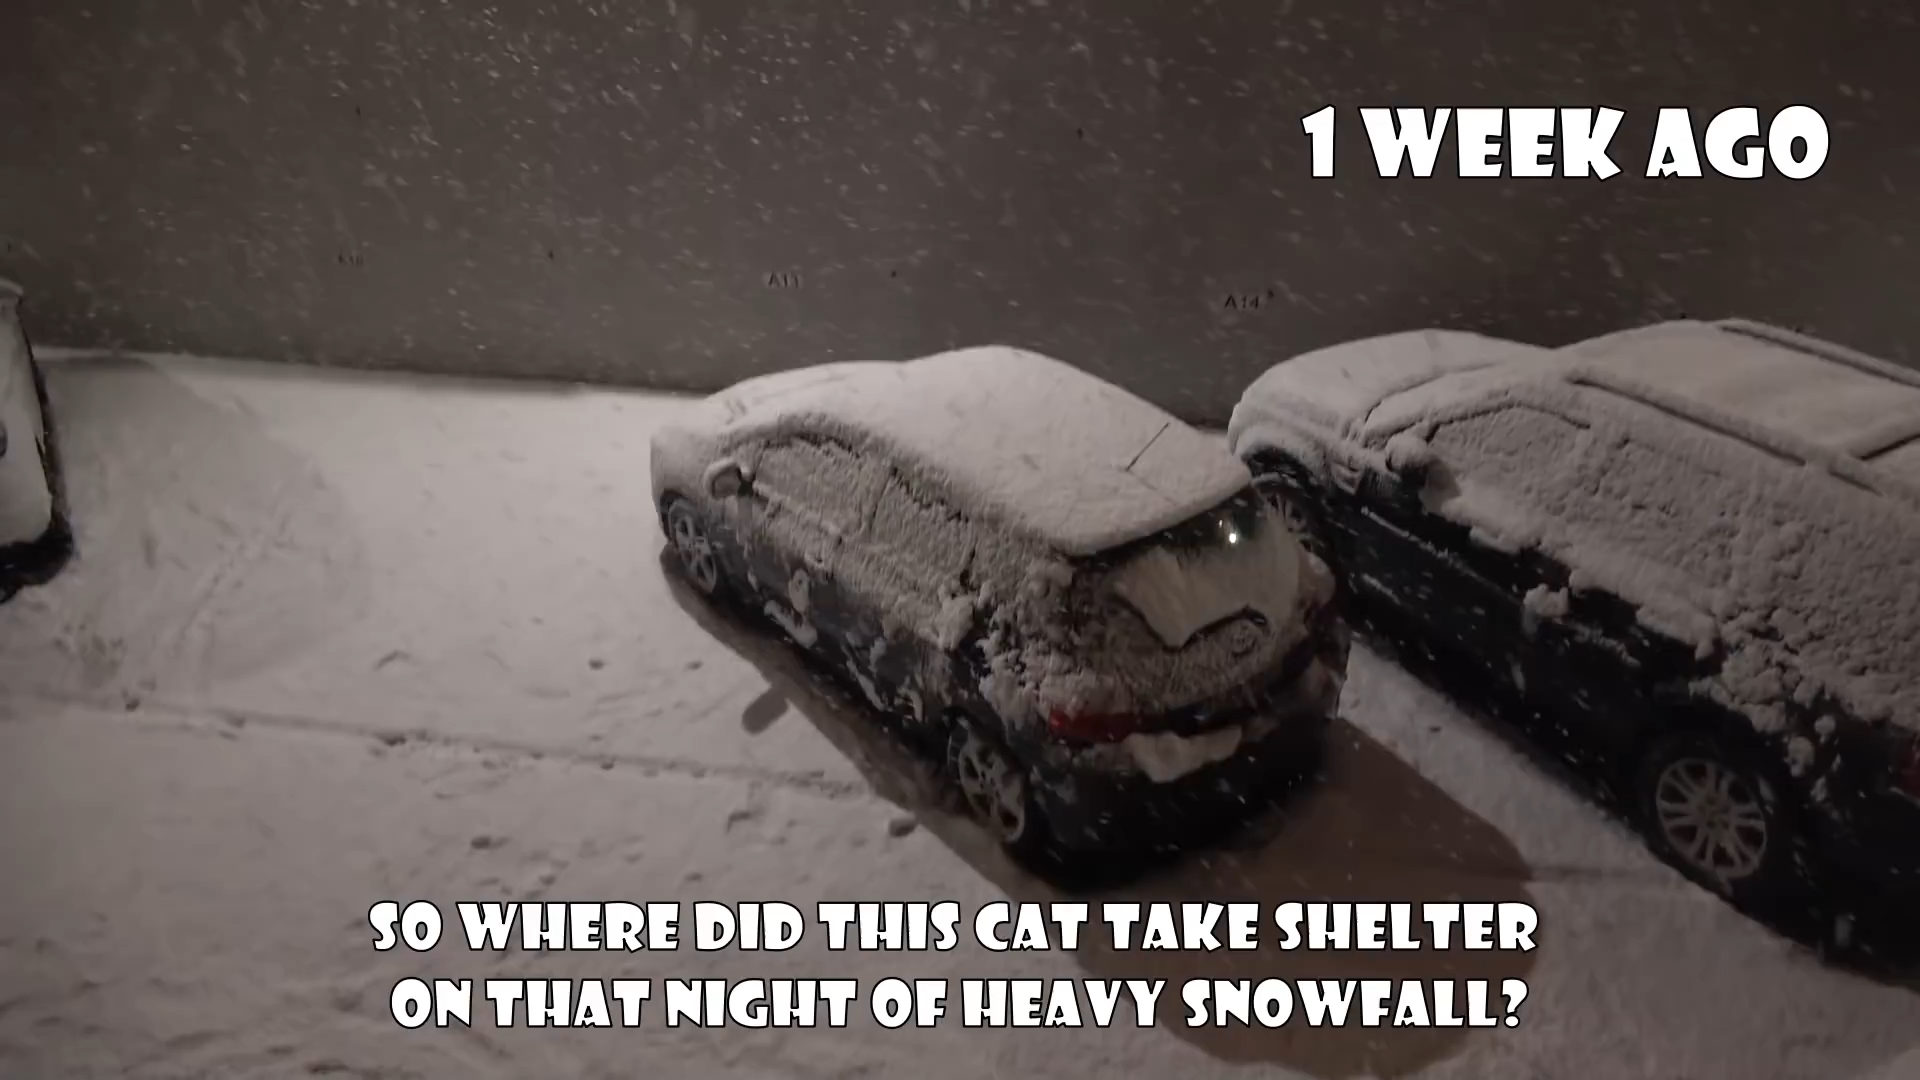 1 WEEK AGO
A11
A14
SO WHERE DID THIS CAT TAKE SHELTER
ON THAT NIGHT OF HEAVY SNOWFALL?